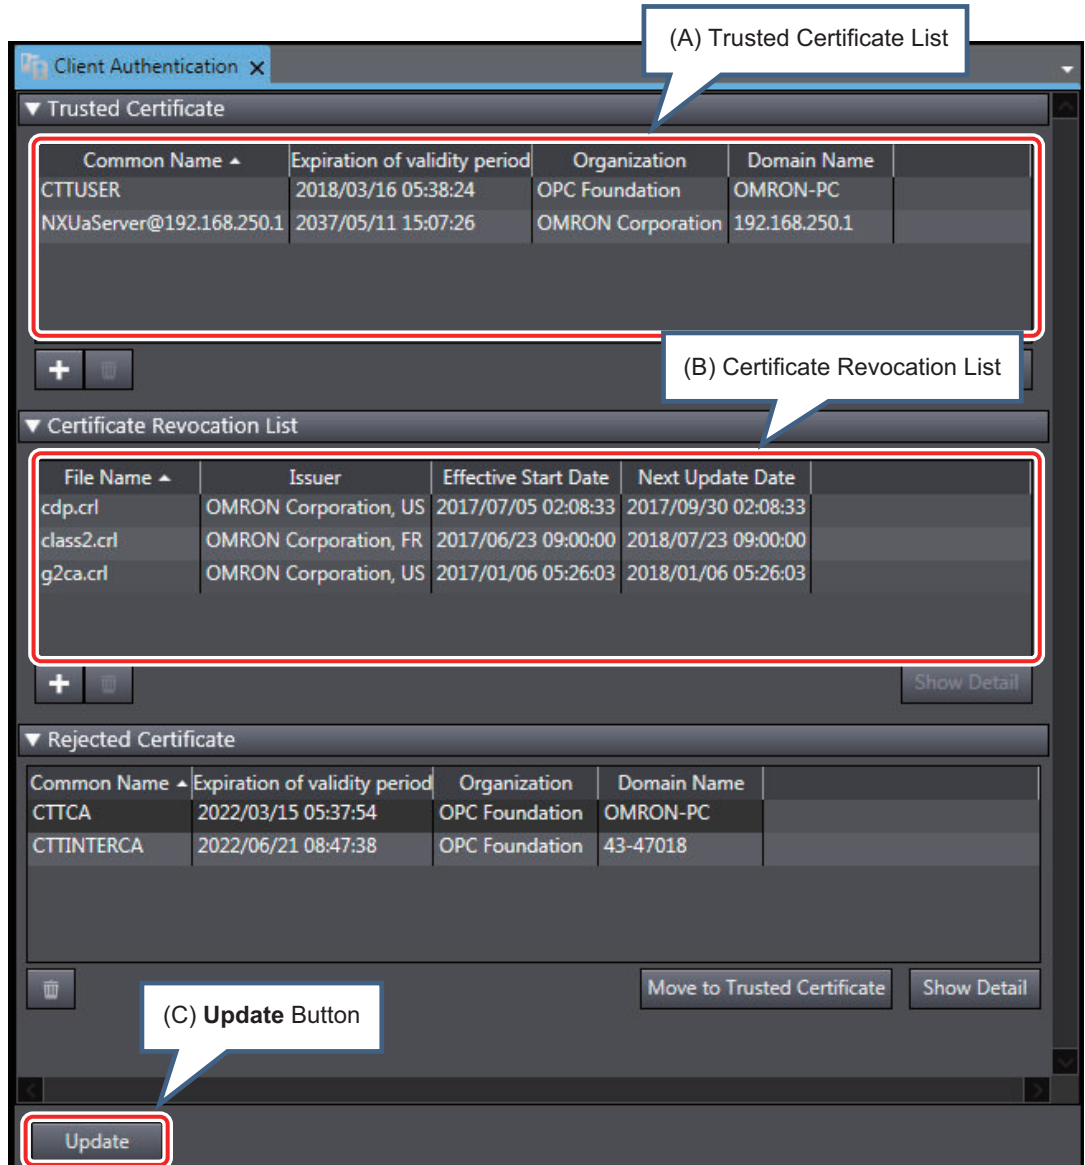 (A) Trusted Certificate List
Client Authentication
Trusted Certificate
Common Name Expiration of validity period Organization Domain Name
CTTUSER 2018/03/16 05:38:24 OPC Foundation OMRON-PC
NXUaServer@192.168.250.1 2037/05/11 15:07:26 OMRON Corporation 192.168.250.1
(B) Certificate Revocation List
Certificate Revocation List
File Name Issuer Effective Start Date Next Update Date
cdp.crl OMRON Corporation, US 2017/07/05 02:08:33 2017/09/30 02:08:33
class2.crl OMRON Corporation, FR 2017/06/23 09:00:00 2018/07/23 09:00:00
g2ca.crl OMRON Corporation, US 2017/01/06 05:26:03 2018/01/06 05:26:03
Show Detail
Rejected Certificate
Common Name Expiration of validity period Organization Domain Name
CTTCA 2022/03/15 05:37:54 OPC Foundation OMRON-PC
CTTINTERCA 2022/06/21 08:47:38 OPC Foundation 43-47018
Move to Trusted Certificate Show Detail
(C) Update Button
Update